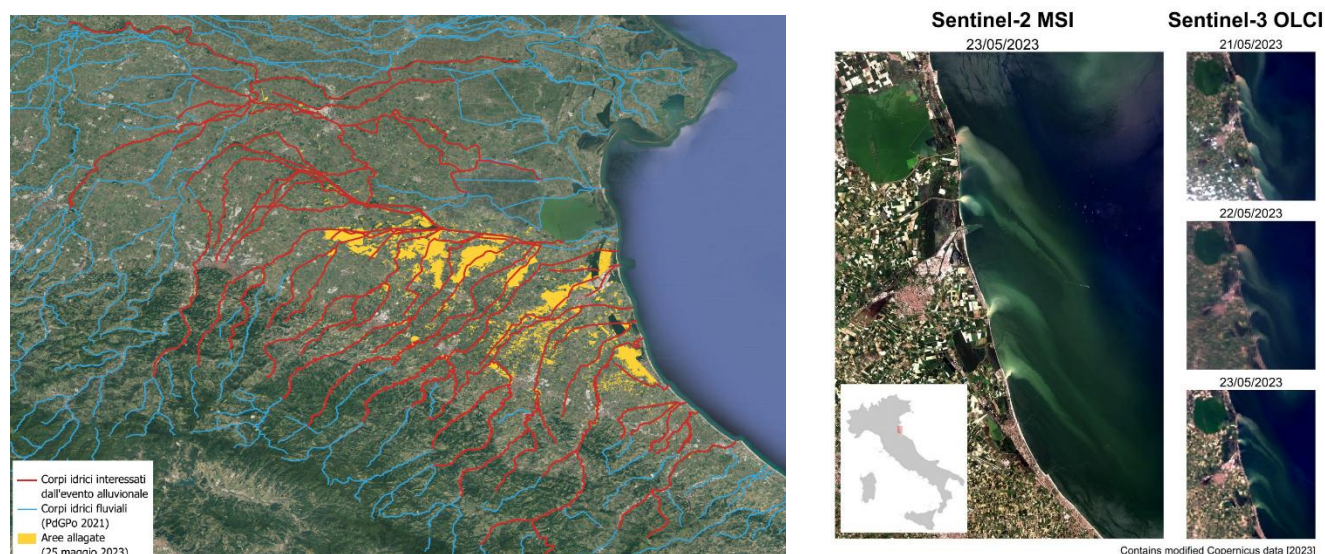 Corpi idrici interessati
dall'evento alluvionale
Corpi idrici fluviali
(PdGPo 2021)
Aree allagate
(25 maggio 2023)
Sentinel-2 MSI
23/05/2023
Sentinel-3 OLCI
21/05/2023
22/05/2023
23/05/2023
Contains modified Copernicus data [2023]